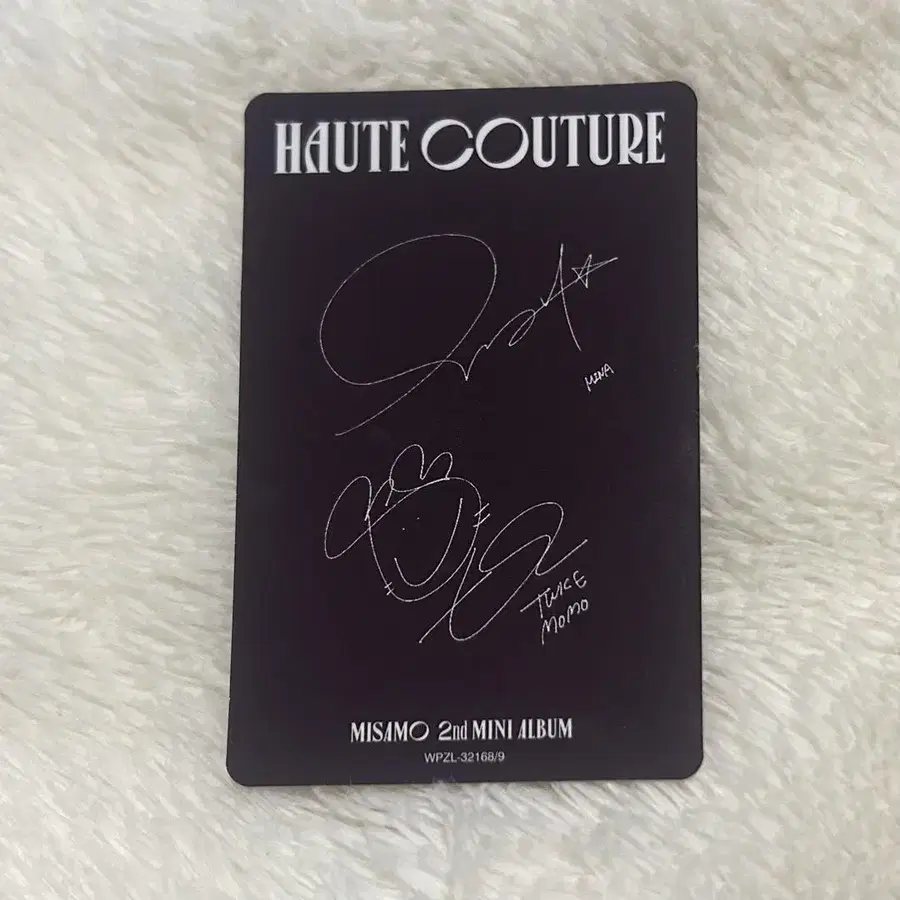 HAUTE COUTURE
MINA
TWICE
MOMO
MISAMO 2nd MINI ALBUM
WPZL-32168/9